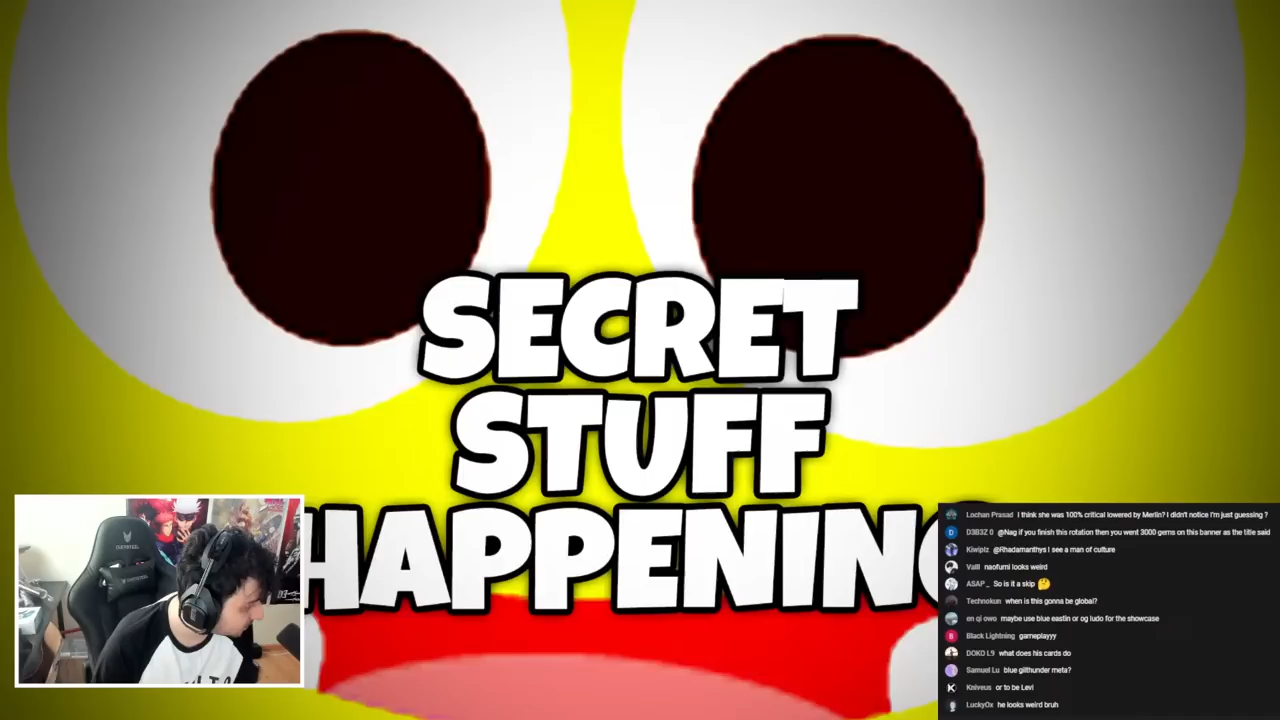 SECRET
STUFF
HAPPENING
Lochan Prasad I think she was 100% critical lowered by Merlin? I didn't notice I'm just guessing ?
D3B3Z 0 @Nag if you finish this rotation then you went 3000 gems on this banner as the title said
Kiwiplz @Rhadamanthys I see a man of culture
Vaill naofumi looks weird
ASAP_ So is it a skip 🤔
Technokun when is this gonna be global?
en qi owo maybe use blue eastin or og ludo for the showcase
B Black Lightning gameplayyy
DOKO L9 what does his cards do
Samuel Lu blue gilthunder meta?
K Kniveus or to be Levi
LuckyOx he looks weird bruh